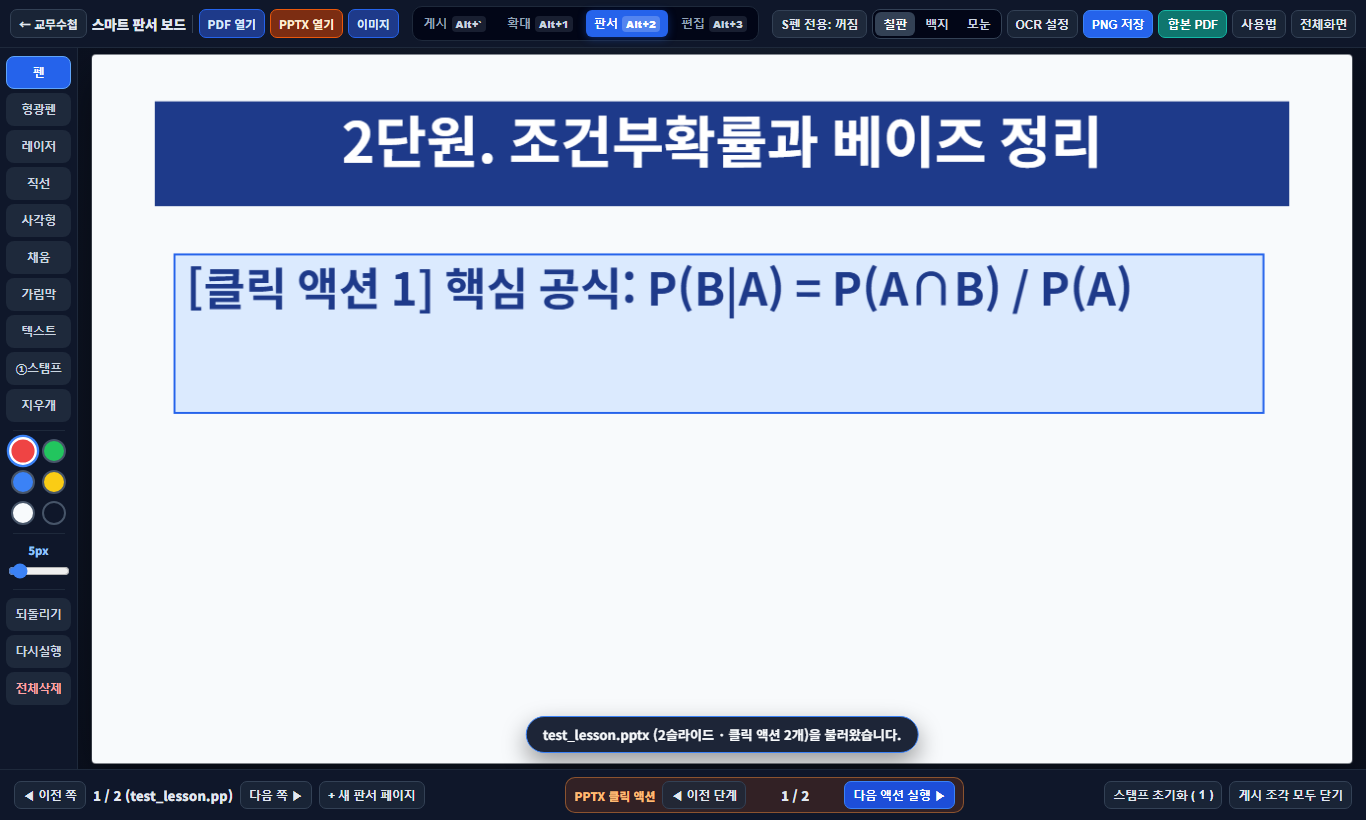 ← 교무수첩 스마트 판서 보드 PDF 열기 PPTX 열기 이미지 게시 Alt+` 확대 Alt+1 판서 Alt+2 편집 Alt+3 S펜 전용: 꺼짐 칠판 백지 모눈 OCR 설정 PNG 저장 합본 PDF 사용법 전체화면
펜
형광펜
레이저
직선
사각형
채움
가림막
텍스트
①스탬프
지우개
5px
되돌리기
다시실행
전체삭제
2단원. 조건부확률과 베이즈 정리
[클릭 액션 1] 핵심 공식: P(B|A) = P(A∩B) / P(A)
test_lesson.pptx (2슬라이드 · 클릭 액션 2개)을 불러왔습니다.
◀ 이전 쪽 1 / 2 (test_lesson.pp) 다음 쪽 ▶ + 새 판서 페이지 PPTX 클릭 액션 ◀ 이전 단계 1 / 2 다음 액션 실행 ▶ 스탬프 초기화 ( 1 ) 게시 조각 모두 닫기